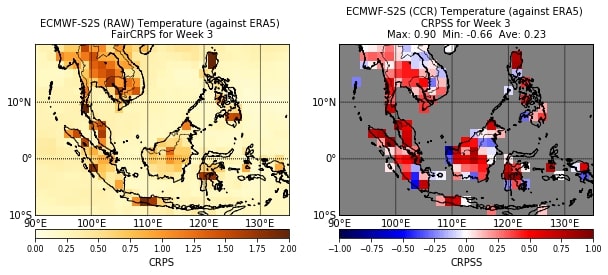 ECMWF-S2S (RAW) Temperature (against ERA5)
FairCRPS for Week 3
10°N
0°
10°S
90°E 100°E 110°E 120°E 130°E
0.00 0.25 0.50 0.75 1.00 1.25 1.50 1.75 2.00
CRPS
ECMWF-S2S (CCR) Temperature (against ERA5)
CRPSS for Week 3
Max: 0.90 Min: -0.66 Ave: 0.23
10°N
0°
10°S
90°E 100°E 110°E 120°E 130°E
−1.00 −0.75 −0.50 −0.25 0.00 0.25 0.50 0.75 1.00
CRPSS